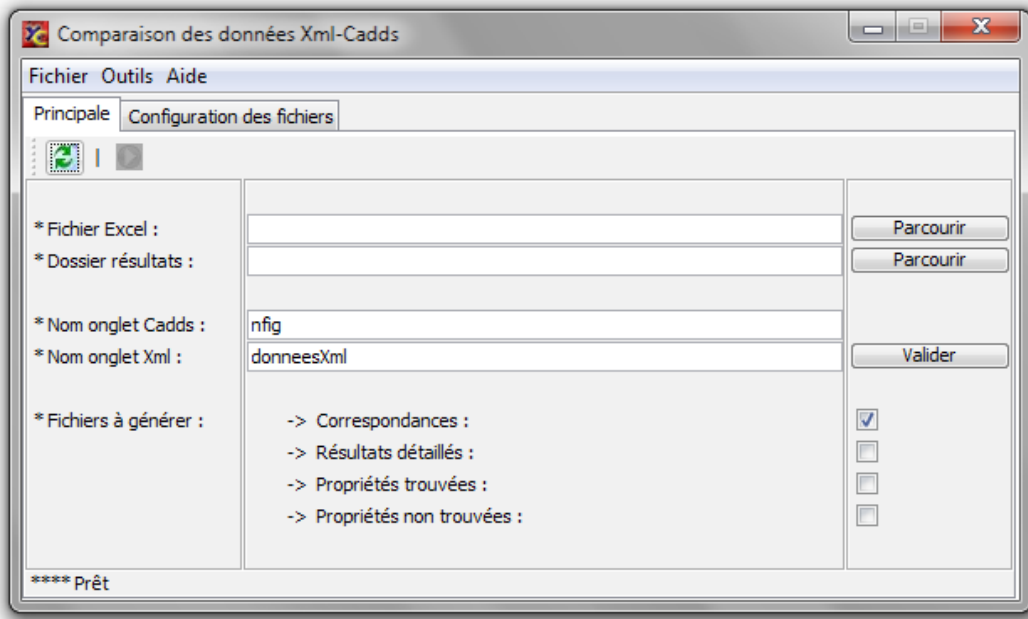 Comparaison des données Xml-Cadds
Fichier Outils Aide
Principale Configuration des fichiers
* Fichier Excel : Parcourir
* Dossier résultats : Parcourir
* Nom onglet Cadds : nfig
* Nom onglet Xml : donneesXml Valider
* Fichiers à générer : -> Correspondances :
-> Résultats détaillés :
-> Propriétés trouvées :
-> Propriétés non trouvées :
**** Prêt